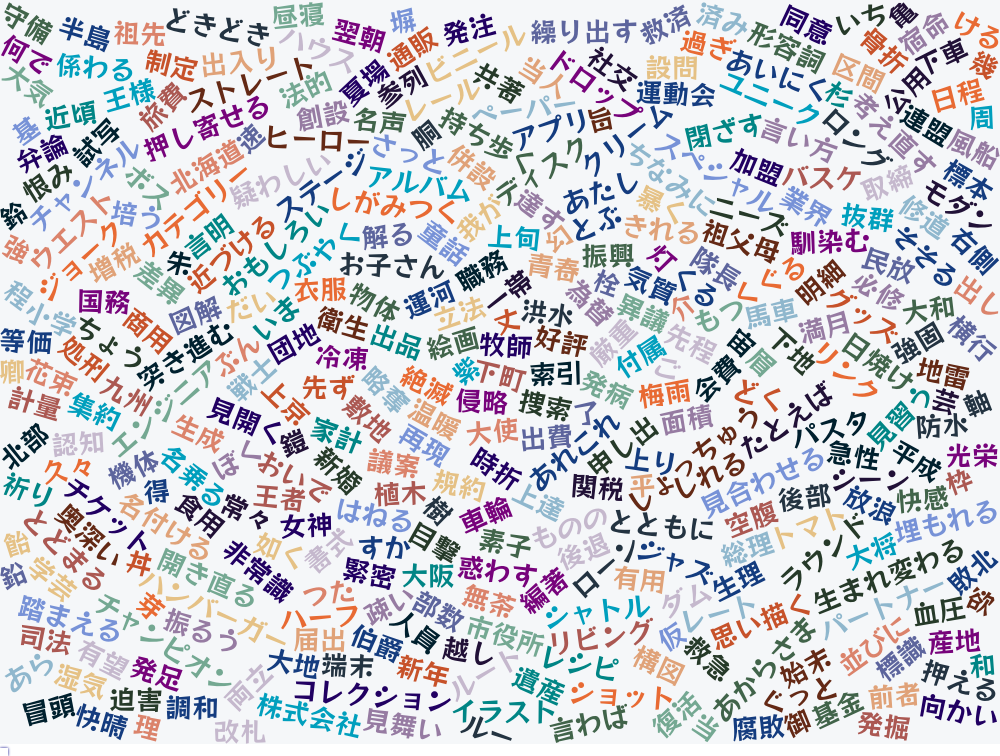 守備
半島
祖先
どきどき
昼寝
翌朝
塀
発注
繰り出す
救済
済み
同意
いち
亀
ける
何で
係わる
制定
出入り
ハウス
通販
ビニール
社交
過ぎ
形容詞
骨折
宿命
下車
幾
大気
王様
旅費
ストレート
法的
夏場
参列
共著
当人
ドロップ
設問
あいにく
区間
田
日程
基
近頃
試写
押し寄せる
創設
名声
レール
ペーパー
運動会
ユニーク
杉
考え直す
公
連盟
周
弁論
速
ヒーロー
胴
持ち歩く
アプリ
旨
クリーム
閉ざす
言い方
ロング
風船
恨み
チャンネル
ボス
北海道
疑わしい
さっと
併設
デスク
スペシャル
加盟
バスケ
取締
標本
鈴
ウエスト
培う
カテゴリー
ステージ
アルバム
しがみつく
達す
あたし
ちなみに
暴く
ニーズ
業界
抜群
修道
モダン
強
ジョーク
増税
言明
近づける
おもしろい
つぶやく
解る
童話
我が
上旬
とぶ
きれる
祖父母
馴染む
そそる
右側
程
小学
国務
差異
朱
お子さん
職務
青春
振興
灯
隊長
くぐる
明細
民放
必修
出し
等価
ちょう
商用
図解
だい
いま
衣服
物体
運河
立法
一帯
丈
洪水
為替
栓
気質
くる
異議
介
もつ
馬車
グッズ
大和
横行
卿
花束
処刑
九州
突き進む
ぶん
団地
衛生
出品
絵画
牧師
好評
厳重
付属
先程
宙
眉
下地
満月
日焼け
強固
計量
集約
エンジニア
戦士
上京
冷凍
先ず
略奪
絶滅
紫
下町
索引
発病
ご
梅雨
会費
どく
リンク
地雷
芸
軸
北部
認知
見開く
鎧
家計
敷地
温暖
侵略
大使
捜索
出費
了
面積
たとえば
パスタ
見習う
防水
久々
機体
生成
ぼく
おいで
新婚
議案
再現
時折
あれこれ
申し出
上り
しょっちゅう
しれる
見合わせる
急性
平成
光栄
祈り
チケット
得
名乗る
王者
植木
規約
上達
関税
平
空腹
後部
シーン
放浪
快感
枠
とどまる
奥深い
名付ける
食用
常々
女神
はねる
樹
車輪
ものの
とともに
総理
トマト
ラウンド
大将
埋もれる
飴
鉛
学芸
丹
開き直る
非常識
如く
書式
すか
目撃
素子
後退
ロージャズ
生理
生まれ変わる
敗北
踏まえる
チャンピオン
芽
ハンバーガー
緊密
大阪
惑わす
編著
有用
ダム
思い描く
パートナー
血圧
欲
司法
有望
振るう
つた
ハーフ
疎い
部数
無茶
シャトル
仮
レート
並びに
標識
産地
あら
湿気
発足
両立
届出
伯爵
人員
越し
市役所
リビング
救急
あからさま
始末
押える
和
冒頭
快晴
迫害
理
調和
改札
大地
端末
新年
コレクション
株式会社
見舞い
ルート
ルー
遺産
レシピ
イラスト
ショット
構図
言わば
復活
当
腐敗
ぐっと
御
基金
前者
発掘
向かい